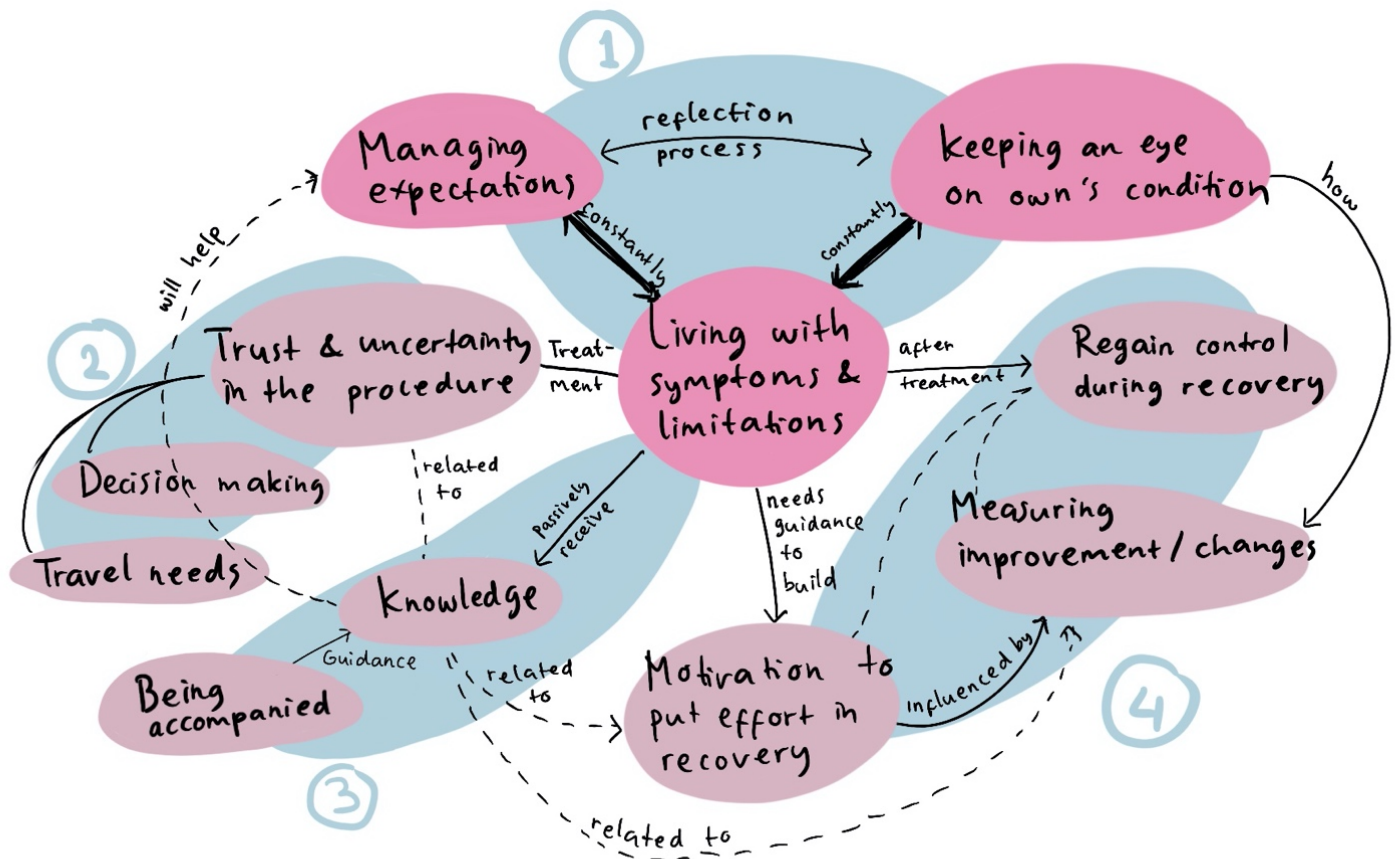 1
reflection
process
Managing
expectations
keeping an eye
on own's condition
how
constantly
constantly
will help
2
Trust & uncertainty
in the procedure
Treat-
ment
Living with
symptoms &
limitations
after
treatment
Regain control
during recovery
Decision making
Travel needs
related
to
Passively
receive
needs
guidance
to
build
Measuring
improvement / changes
knowledge
Guidance
Being
accompanied
related
to
Motivation to
put effort in
recovery
influenced by
4
3
related to